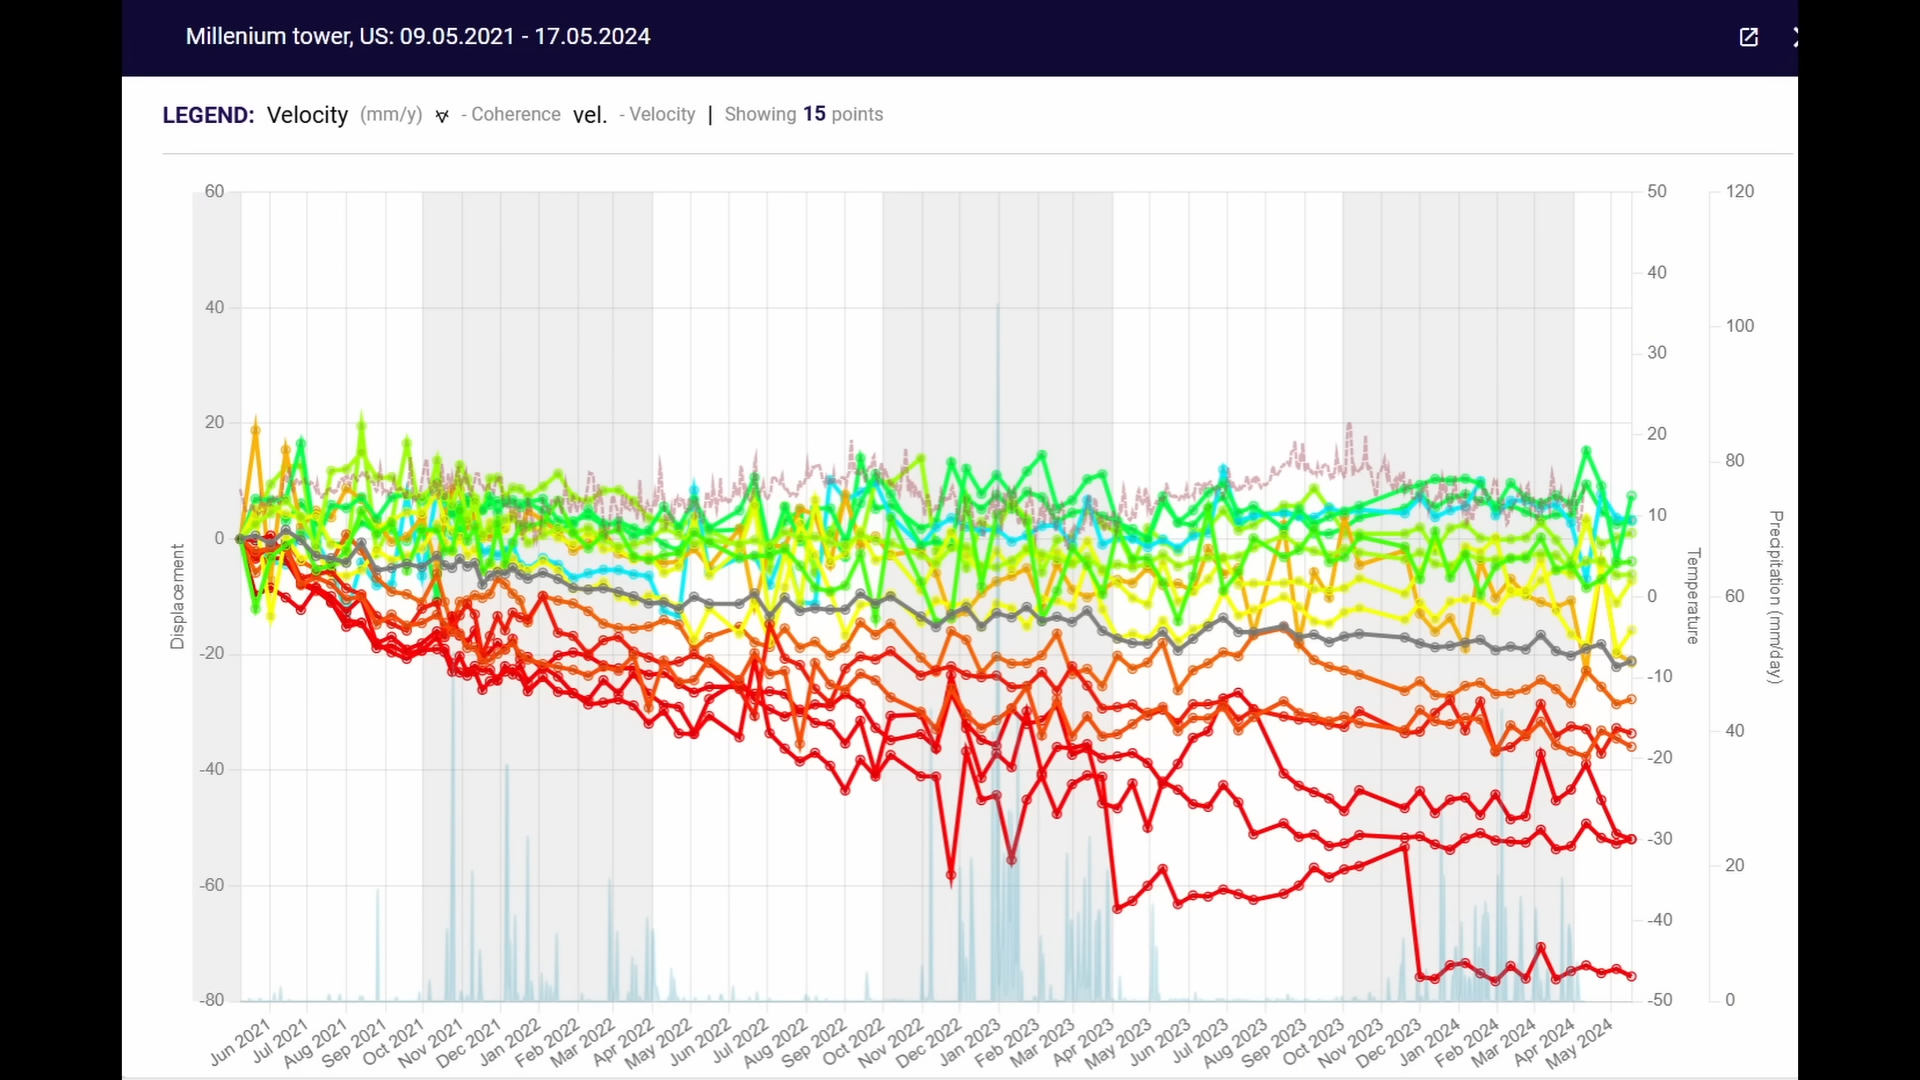 Millenium tower, US: 09.05.2021 - 17.05.2024
LEGEND: Velocity (mm/y) - Coherence vel. - Velocity | Showing 15 points
60
40
20
0
-20
-40
-60
-80
Displacement
50
40
30
20
10
0
-10
-20
-30
-40
-50
Temperature
120
100
80
60
40
20
0
Precipitation (mm/day)
Jun 2021
Jul 2021
Aug 2021
Sep 2021
Oct 2021
Nov 2021
Dec 2021
Jan 2022
Feb 2022
Mar 2022
Apr 2022
May 2022
Jun 2022
Jul 2022
Aug 2022
Sep 2022
Oct 2022
Nov 2022
Dec 2022
Jan 2023
Feb 2023
Mar 2023
Apr 2023
May 2023
Jun 2023
Jul 2023
Aug 2023
Sep 2023
Oct 2023
Nov 2023
Dec 2023
Jan 2024
Feb 2024
Mar 2024
Apr 2024
May 2024